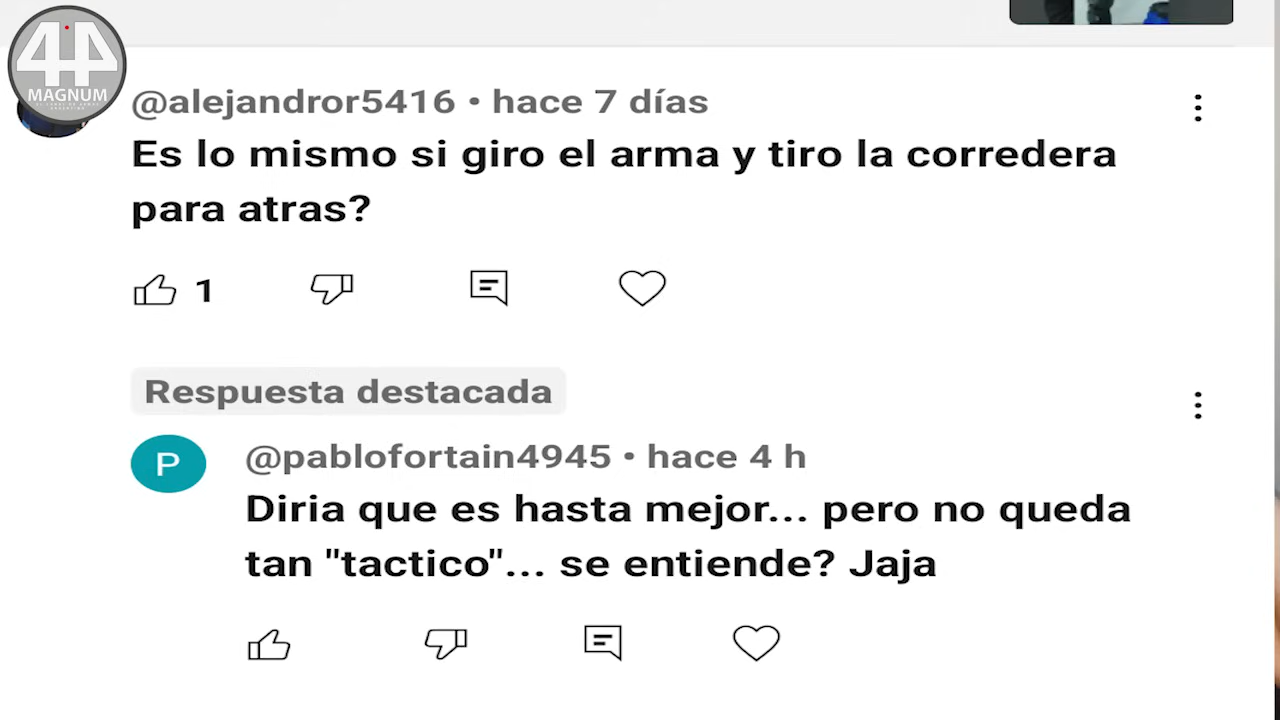 44
MAGNUM
@alejandror5416 • hace 7 días
Es lo mismo si giro el arma y tiro la corredera
para atras?
1
Respuesta destacada
P
@pablofortain4945 • hace 4 h
Diria que es hasta mejor... pero no queda
tan "tactico"... se entiende? Jaja